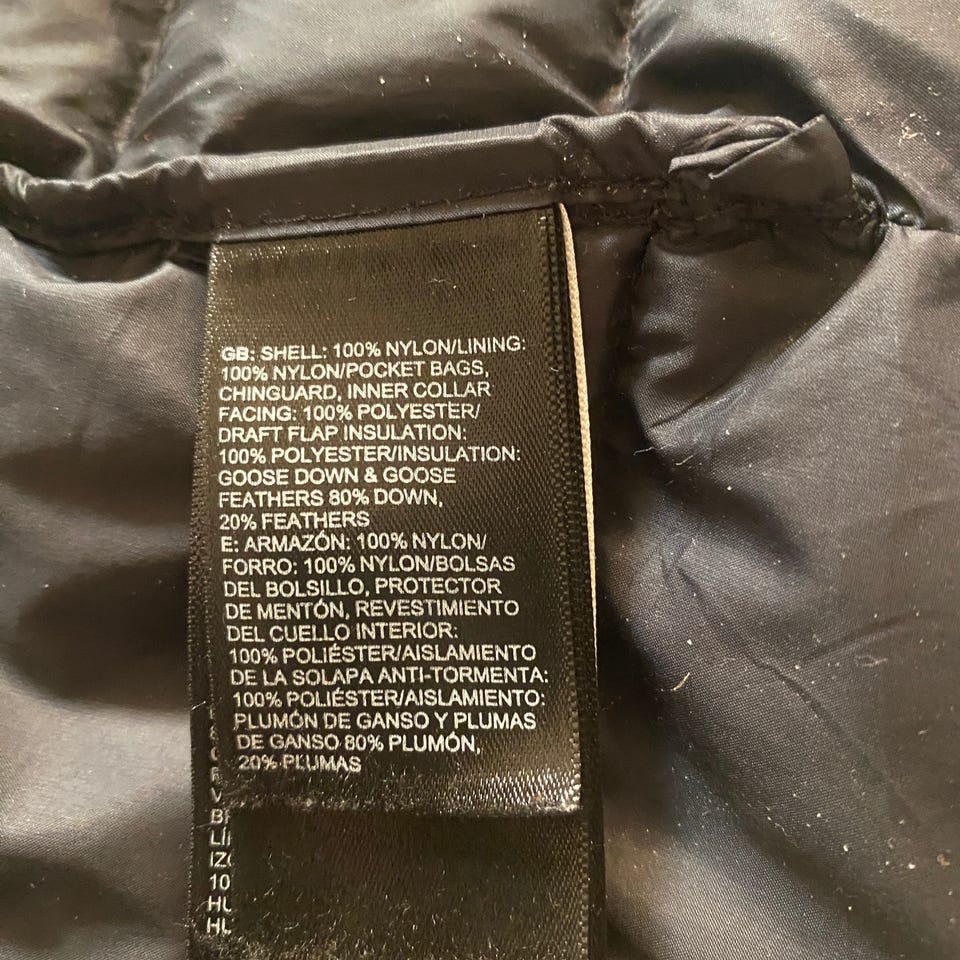 GB: SHELL: 100% NYLON/LINING:
100% NYLON/POCKET BAGS,
CHINGUARD, INNER COLLAR
FACING: 100% POLYESTER/
DRAFT FLAP INSULATION:
100% POLYESTER/INSULATION:
GOOSE DOWN & GOOSE
FEATHERS 80% DOWN,
20% FEATHERS
E: ARMAZÓN: 100% NYLON/
FORRO: 100% NYLON/BOLSAS
DEL BOLSILLO, PROTECTOR
DE MENTÓN, REVESTIMIENTO
DEL CUELLO INTERIOR:
100% POLIÉSTER/AISLAMIENTO
DE LA SOLAPA ANTI-TORMENTA:
100% POLIÉSTER/AISLAMIENTO:
PLUMÓN DE GANSO Y PLUMAS
DE GANSO 80% PLUMÓN,
20% PLUMAS
10